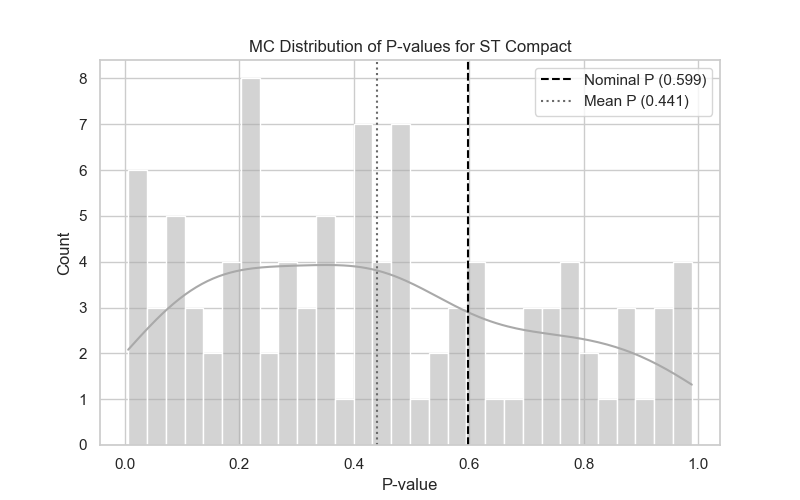 MC Distribution of P-values for ST Compact
Nominal P (0.599)
Mean P (0.441)
Count
8
7
6
5
4
3
2
1
0
0.0 0.2 0.4 0.6 0.8 1.0
P-value